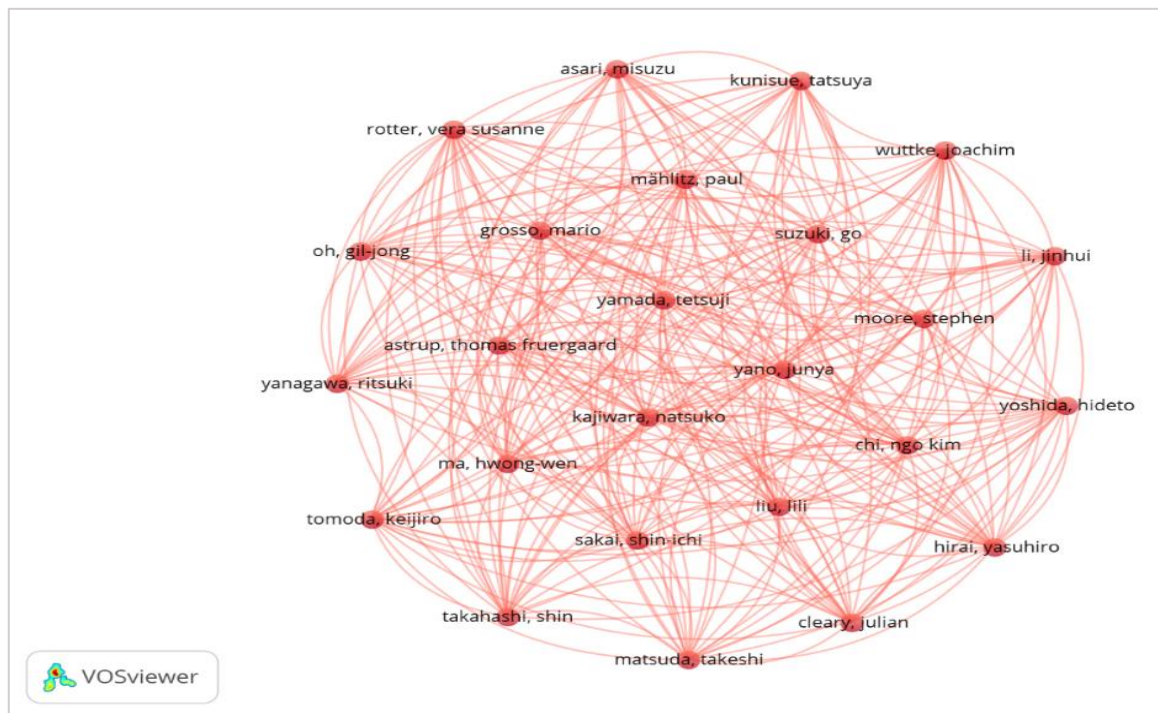 asari, misuzu
kunisue, tatsuya
rotter, vera susanne
wuttke, joachim
mählitz, paul
grosso, mario
suzuki, go
oh, gil-jong
li, jinhui
yamada, tetsuji
moore, stephen
astrup, thomas fruergaard
yano, junya
yanagawa, ritsuki
yoshida, hideto
kajiwara, natsuko
chi, ngo kim
ma, hwong-wen
liu, lili
tomoda, keijiro
sakai, shin-ichi
hirai, yasuhiro
takahashi, shin
cleary, julian
matsuda, takeshi
VOSviewer